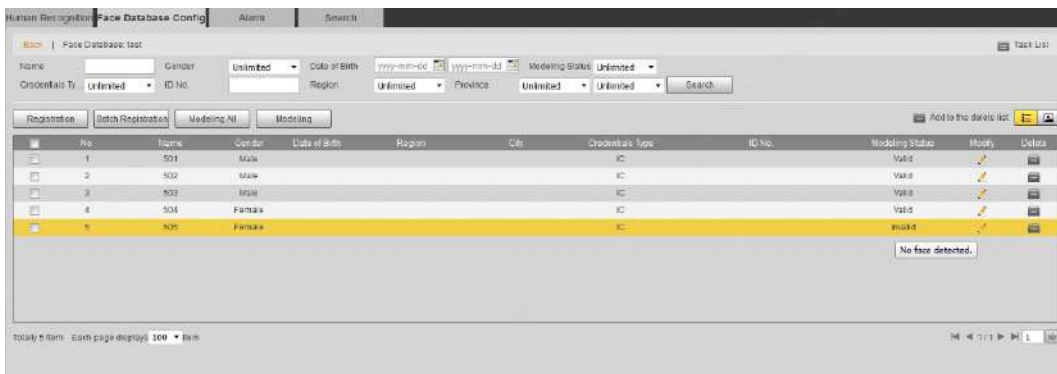 Human Recognition Face Database Config Alarm Search
Back | Face Database: test Task List
Name Gender Unlimited Date of Birth yyyy-mm-dd yyyy-mm-dd Modeling Status Unlimited
Credentials Ty... Unlimited ID No. Region Unlimited Province Unlimited Unlimited Search
Registration Batch Registration Modeling All Modeling Add to the delete list
No. Name Gender Date of Birth Region City Credentials Type ID No. Modeling Status Modify Delete
1 501 Male IC Valid
2 502 Male IC Valid
3 503 Male IC Valid
4 504 Female IC Valid
5 505 Female IC Invalid
No face detected.
Totally 5 Item Each page displays 100 Item 1 / 1 1